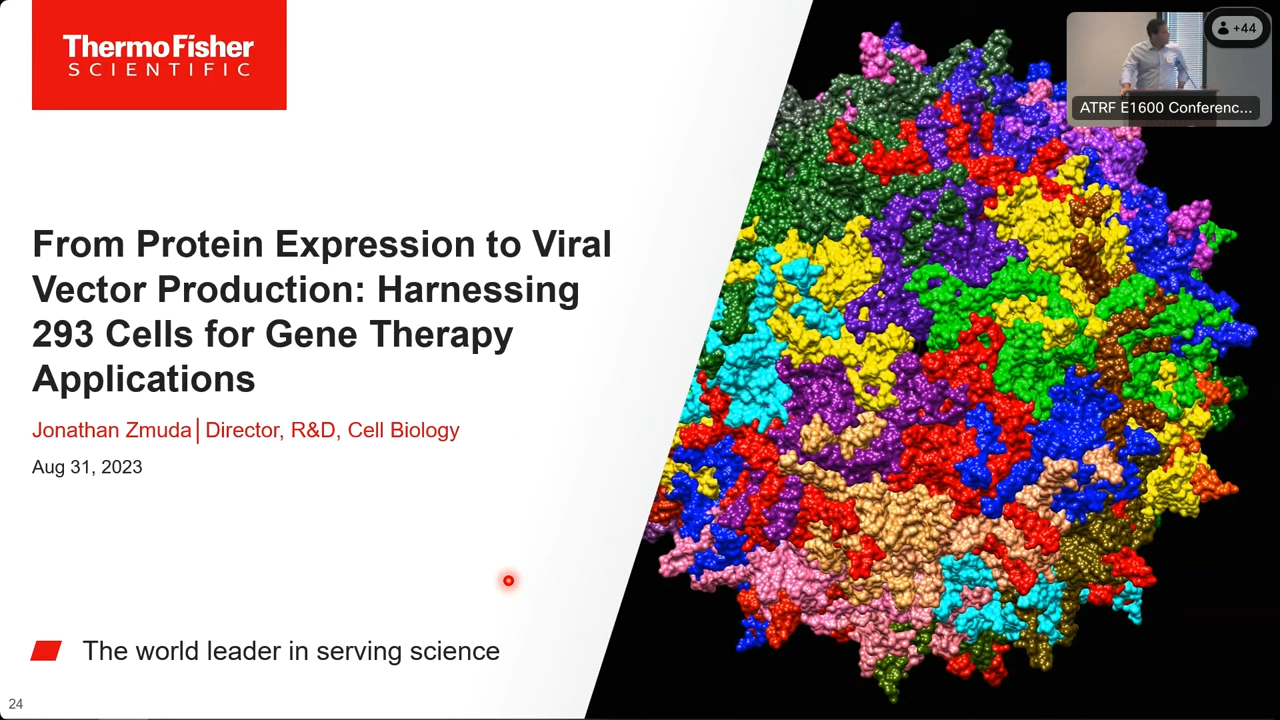 ThermoFisher
SCIENTIFIC
+44
ATRF E1600 Conferenc...
From Protein Expression to Viral
Vector Production: Harnessing
293 Cells for Gene Therapy
Applications
Jonathan Zmuda│Director, R&D, Cell Biology
Aug 31, 2023
The world leader in serving science
24